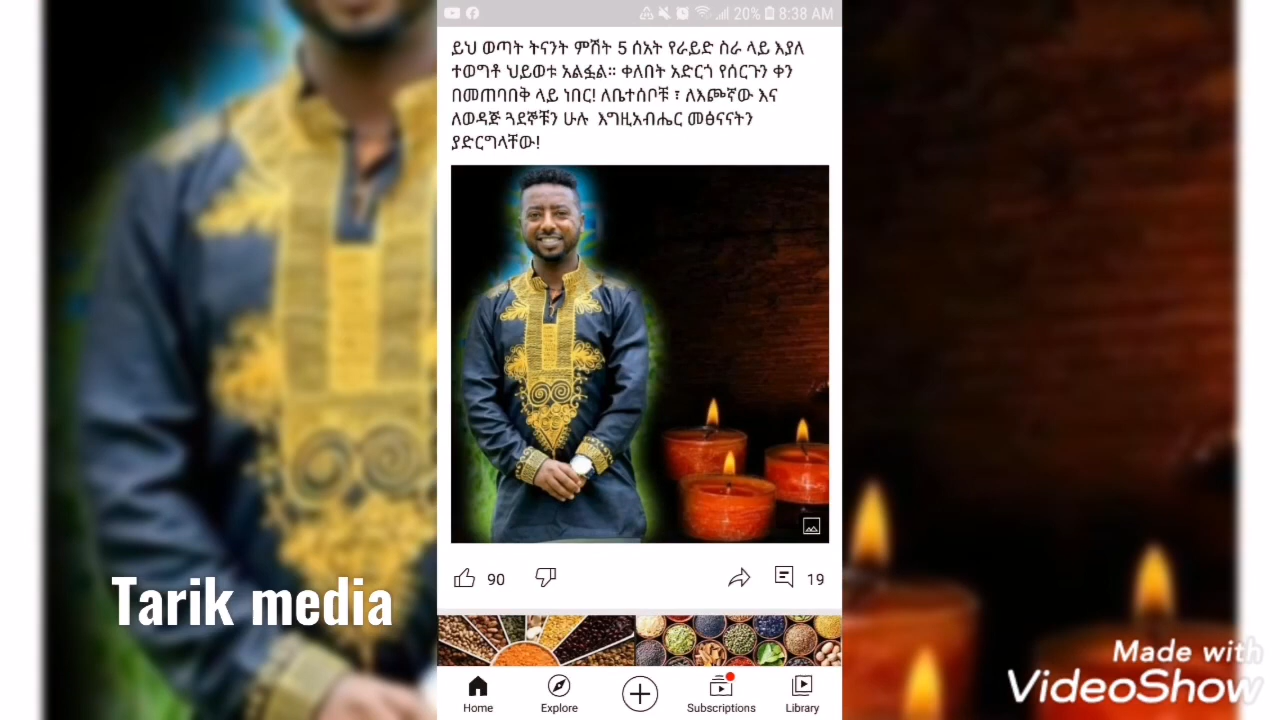 20% 8:38 AM
ይህ ወጣት ትናንት ምሽት 5 ሰአት የራይድ ስራ ላይ እያለ
ተወግቶ ህይወቱ አልፏል። ቀለበት አድርጎ የሰርጉን ቀን
በመጠባበቅ ላይ ነበር! ለቤተሰቦቹ ፣ ለእጮኛው እና
ለወዳጅ ጓደኞቹን ሁሉ እግዚአብሔር መፅናናትን
ያድርግላቸው!
90 19
Tarik media
Home Explore Subscriptions Library
Made with
VideoShow